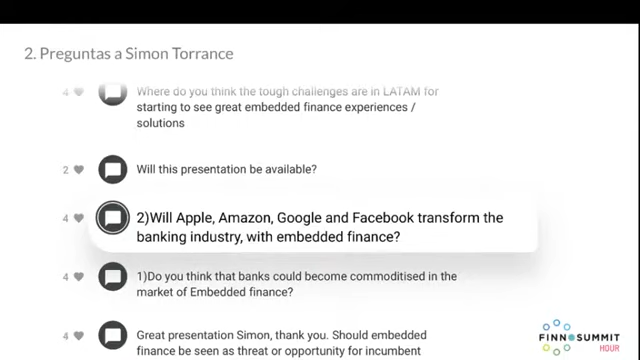 2. Preguntas a Simon Torrance
4
Where do you think the tough challenges are in LATAM for
starting to see great embedded finance experiences /
solutions
2
Will this presentation be available?
4
2)Will Apple, Amazon, Google and Facebook transform the
banking industry, with embedded finance?
4
1)Do you think that banks could become commoditised in the
market of Embedded finance?
4
Great presentation Simon, thank you. Should embedded
finance be seen as threat or opportunity for incumbent
FINNOSUMMIT
HOUR